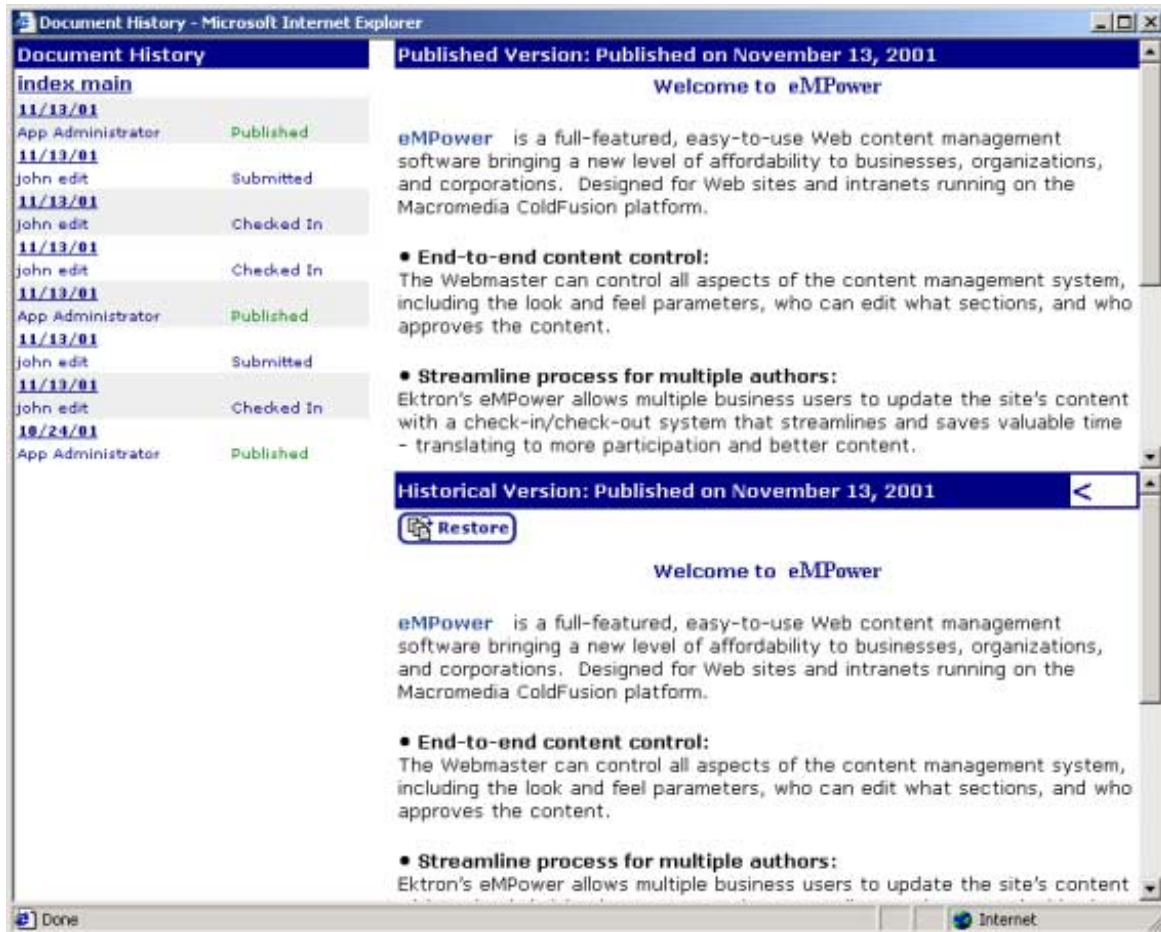 Document History - Microsoft Internet Explorer
Document History
index main
11/13/01
App Administrator Published
11/13/01
john edit Submitted
11/13/01
john edit Checked In
11/13/01
john edit Checked In
11/13/01
App Administrator Published
11/13/01
john edit Submitted
11/13/01
john edit Checked In
10/24/01
App Administrator Published
Published Version: Published on November 13, 2001
Welcome to eMPower
eMPower is a full-featured, easy-to-use Web content management
software bringing a new level of affordability to businesses, organizations,
and corporations. Designed for Web sites and intranets running on the
Macromedia ColdFusion platform.
• End-to-end content control:
The Webmaster can control all aspects of the content management system,
including the look and feel parameters, who can edit what sections, and who
approves the content.
• Streamline process for multiple authors:
Ektron's eMPower allows multiple business users to update the site's content
with a check-in/check-out system that streamlines and saves valuable time
- translating to more participation and better content.
Historical Version: Published on November 13, 2001 <
Restore
Welcome to eMPower
eMPower is a full-featured, easy-to-use Web content management
software bringing a new level of affordability to businesses, organizations,
and corporations. Designed for Web sites and intranets running on the
Macromedia ColdFusion platform.
• End-to-end content control:
The Webmaster can control all aspects of the content management system,
including the look and feel parameters, who can edit what sections, and who
approves the content.
• Streamline process for multiple authors:
Ektron's eMPower allows multiple business users to update the site's content
Done Internet